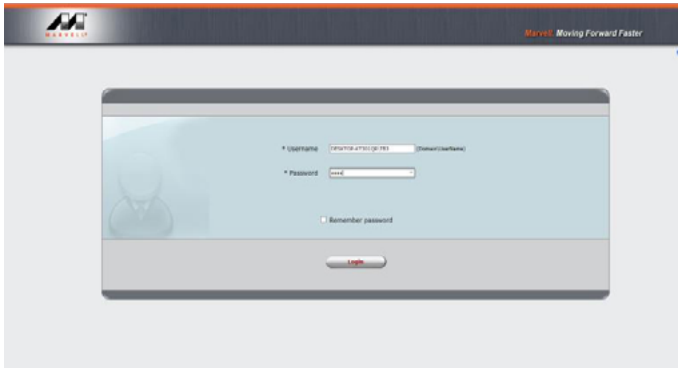 MARVELL
Marvell. Moving Forward Faster
* Username (Domain\UserName)
* Password
Remember password
Login